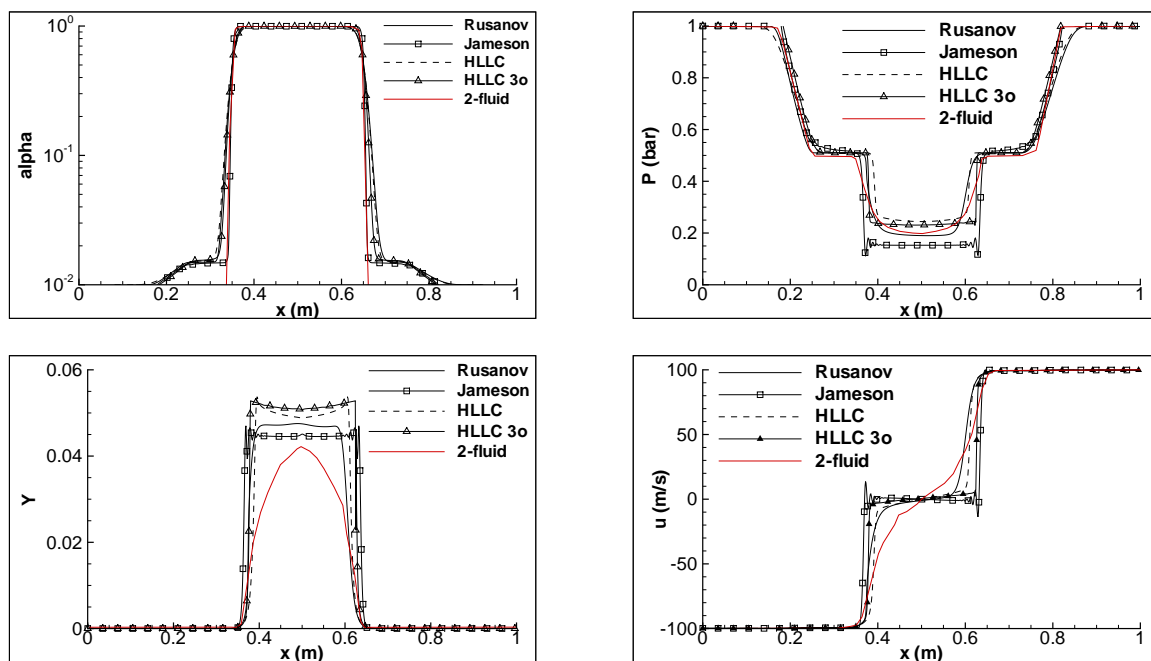 Rusanov
Jameson
HLLC
HLLC 3o
2-fluid
10⁰
10⁻¹
10⁻²
alpha
0.2 0.4 0.6 0.8 1
x (m)
Rusanov
Jameson
HLLC
HLLC 3o
2-fluid
1
0.8
0.6
0.4
0.2
0
P (bar)
0 0.2 0.4 0.6 0.8 1
x (m)
Rusanov
Jameson
HLLC
HLLC 3o
2-fluid
0.06
0.04
0.02
0
Y
0 0.2 0.4 0.6 0.8 1
x (m)
Rusanov
Jameson
HLLC
HLLC 3o
2-fluid
100
50
0
-50
-100
u (m/s)
0 0.2 0.4 0.6 0.8 1
x (m)